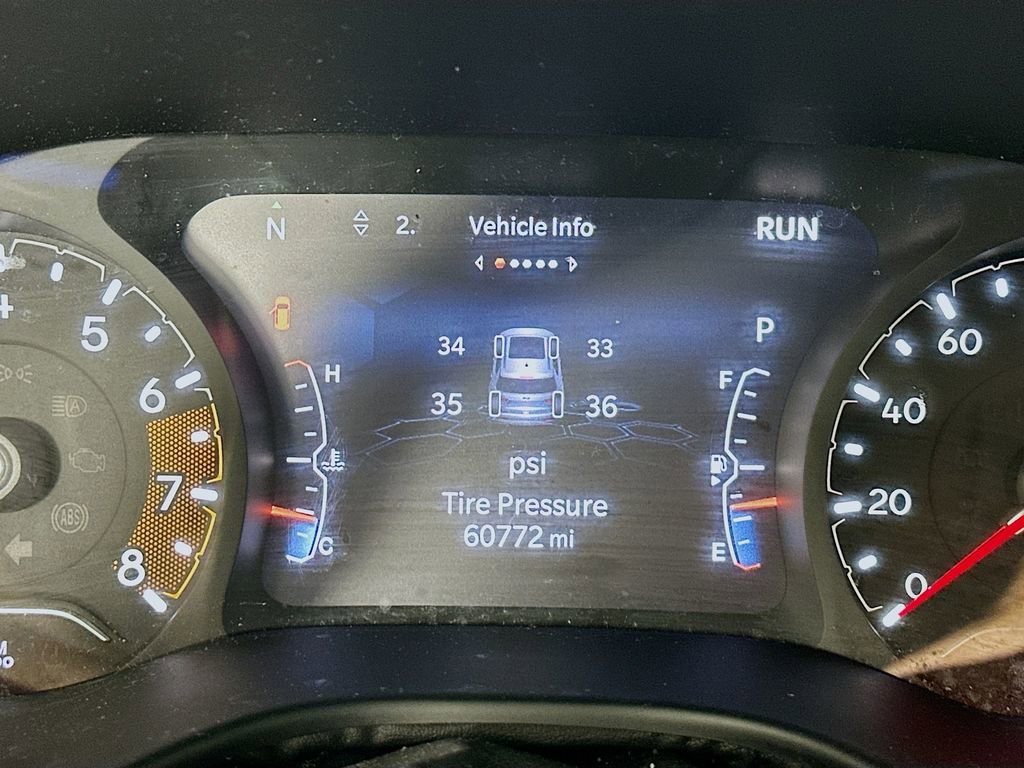 N 2. Vehicle Info RUN
P
34 33
35 36
H F
psi
Tire Pressure
60772 mi
C E
5
6
7
8
ABS
60
40
20
0